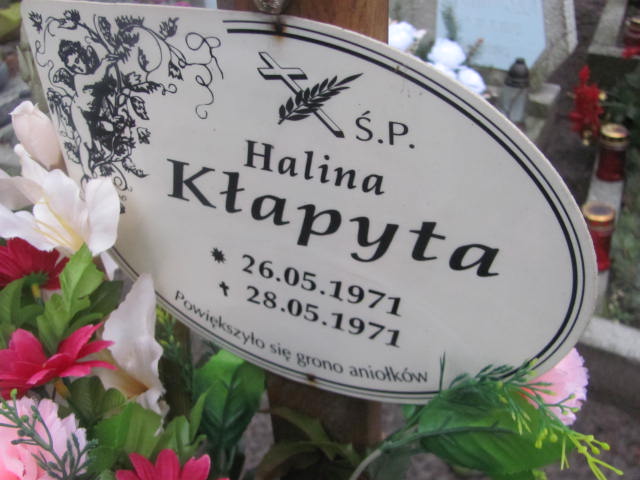 Ś.P.
Halina
Kłapyta
* 26.05.1971
✝ 28.05.1971
Powiększyło się grono aniołków